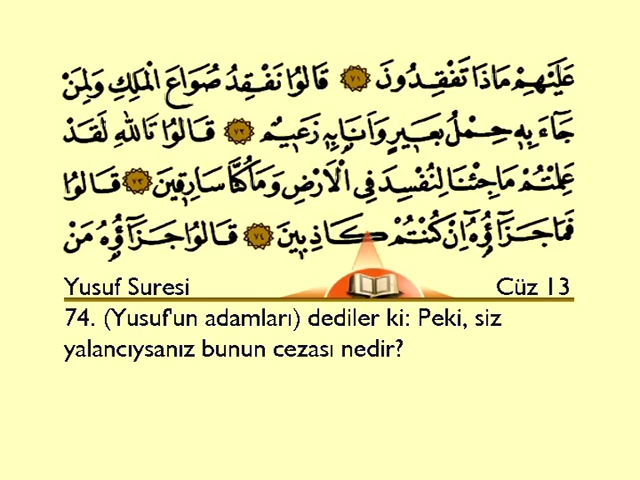 عَلَيْهِمْ مَاذَا تَفْقِدُونَ ﴿٧١﴾ قَالُوا نَفْقِدُ صُوَاعَ الْمَلِكِ وَلِمَنْ
جَٓاءَ بِه۪ حِمْلُ بَع۪يرٍ وَاَنَا بِه۪ زَع۪يمٌ ﴿٧٢﴾ قَالُوا تَاللّٰهِ لَقَدْ
عَلِمْتُمْ مَا جِئْنَا لِنُفْسِدَ فِي الْاَرْضِ وَمَا كُنَّا سَارِق۪ينَ ﴿٧٣﴾ قَالُوا
فَمَا جَزَٓاؤُ۬هُٓ اِنْ كُنْتُمْ كَاذِب۪ينَ ﴿٧٤﴾ قَالُوا جَزَٓاؤُ۬هُ مَنْ
Yusuf Suresi Cüz 13
74. (Yusuf'un adamları) dediler ki: Peki, siz
yalancıysanız bunun cezası nedir?